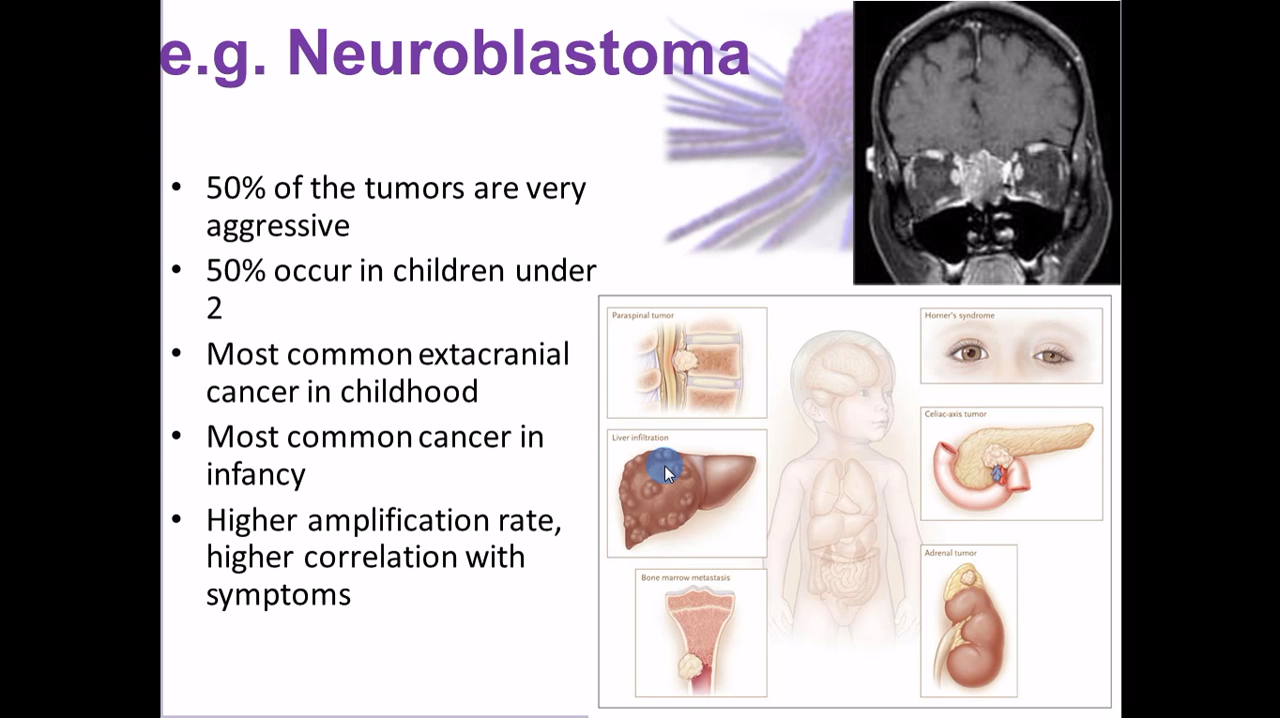 e.g. Neuroblastoma
• 50% of the tumors are very
aggressive
• 50% occur in children under
2
• Most common extacranial
cancer in childhood
• Most common cancer in
infancy
• Higher amplification rate,
higher correlation with
symptoms
Paraspinal tumor
Liver infiltration
Bone marrow metastasis
Horner's syndrome
Celiac-axis tumor
Adrenal tumor